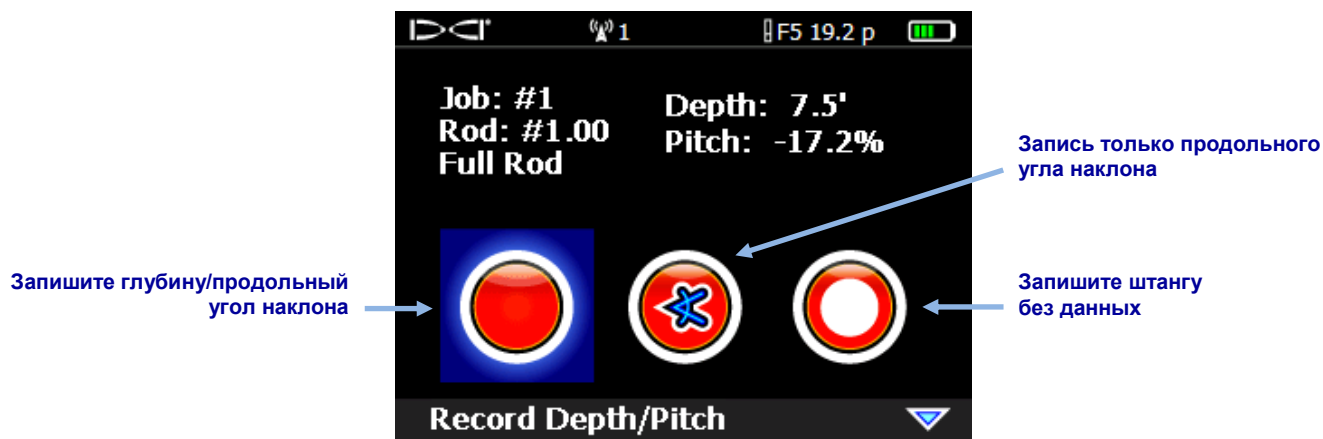 DCI
1
F5 19.2 p
Job: #1
Rod: #1.00
Full Rod
Depth: 7.5'
Pitch: -17.2%
Запись только продольного
угла наклона
Запишите глубину/продольный
угол наклона
Запишите штангу
без данных
Record Depth/Pitch